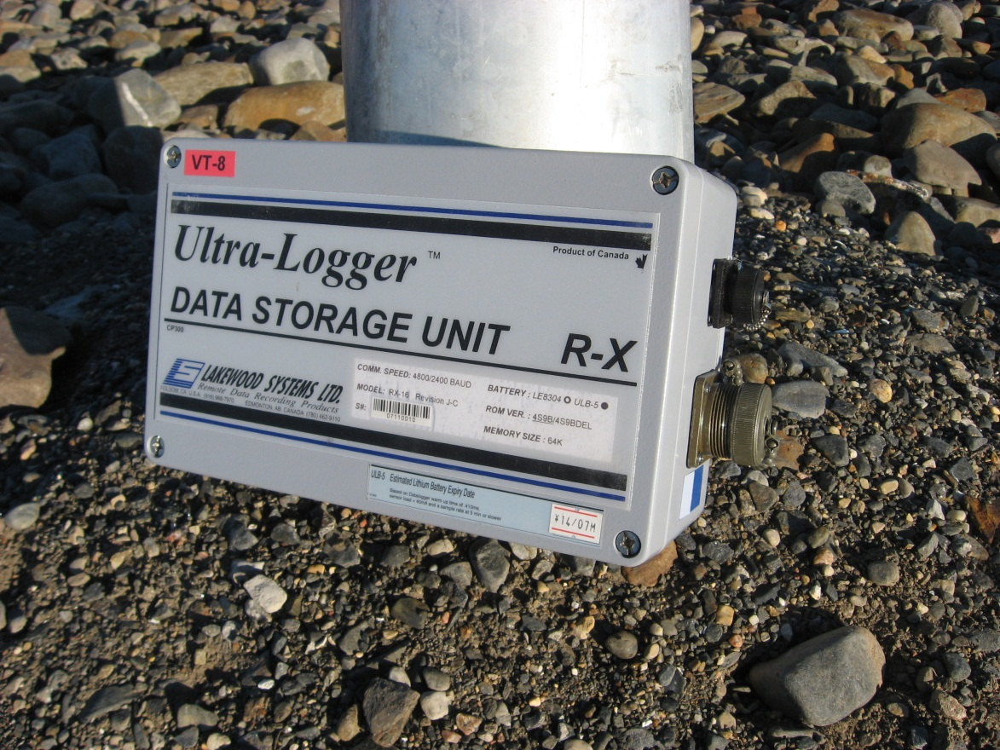 VT-8
Ultra-Logger ™
Product of Canada
DATA STORAGE UNIT R-X
CP300
LAKEWOOD SYSTEMS LTD.
Remote Data Recording Products
FOLSOM, CA. U.S.A. (916) 988-7970
EDMONTON, AB, CANADA (780) 462-9110
COMM. SPEED: 4800/2400 BAUD
MODEL: RX-16 Revision J-C
S#:
07110010
BATTERY : LE8304 ULB-5
ROM VER. : 4S9B/4S9BDEL
MEMORY SIZE : 64K
ULB-5 Estimated Lithium Battery Expiry Date
Based on Datalogger warm up time of .410ms,
sensor load < 40mA and a sample rate at 5 min or slower
¥14/07M